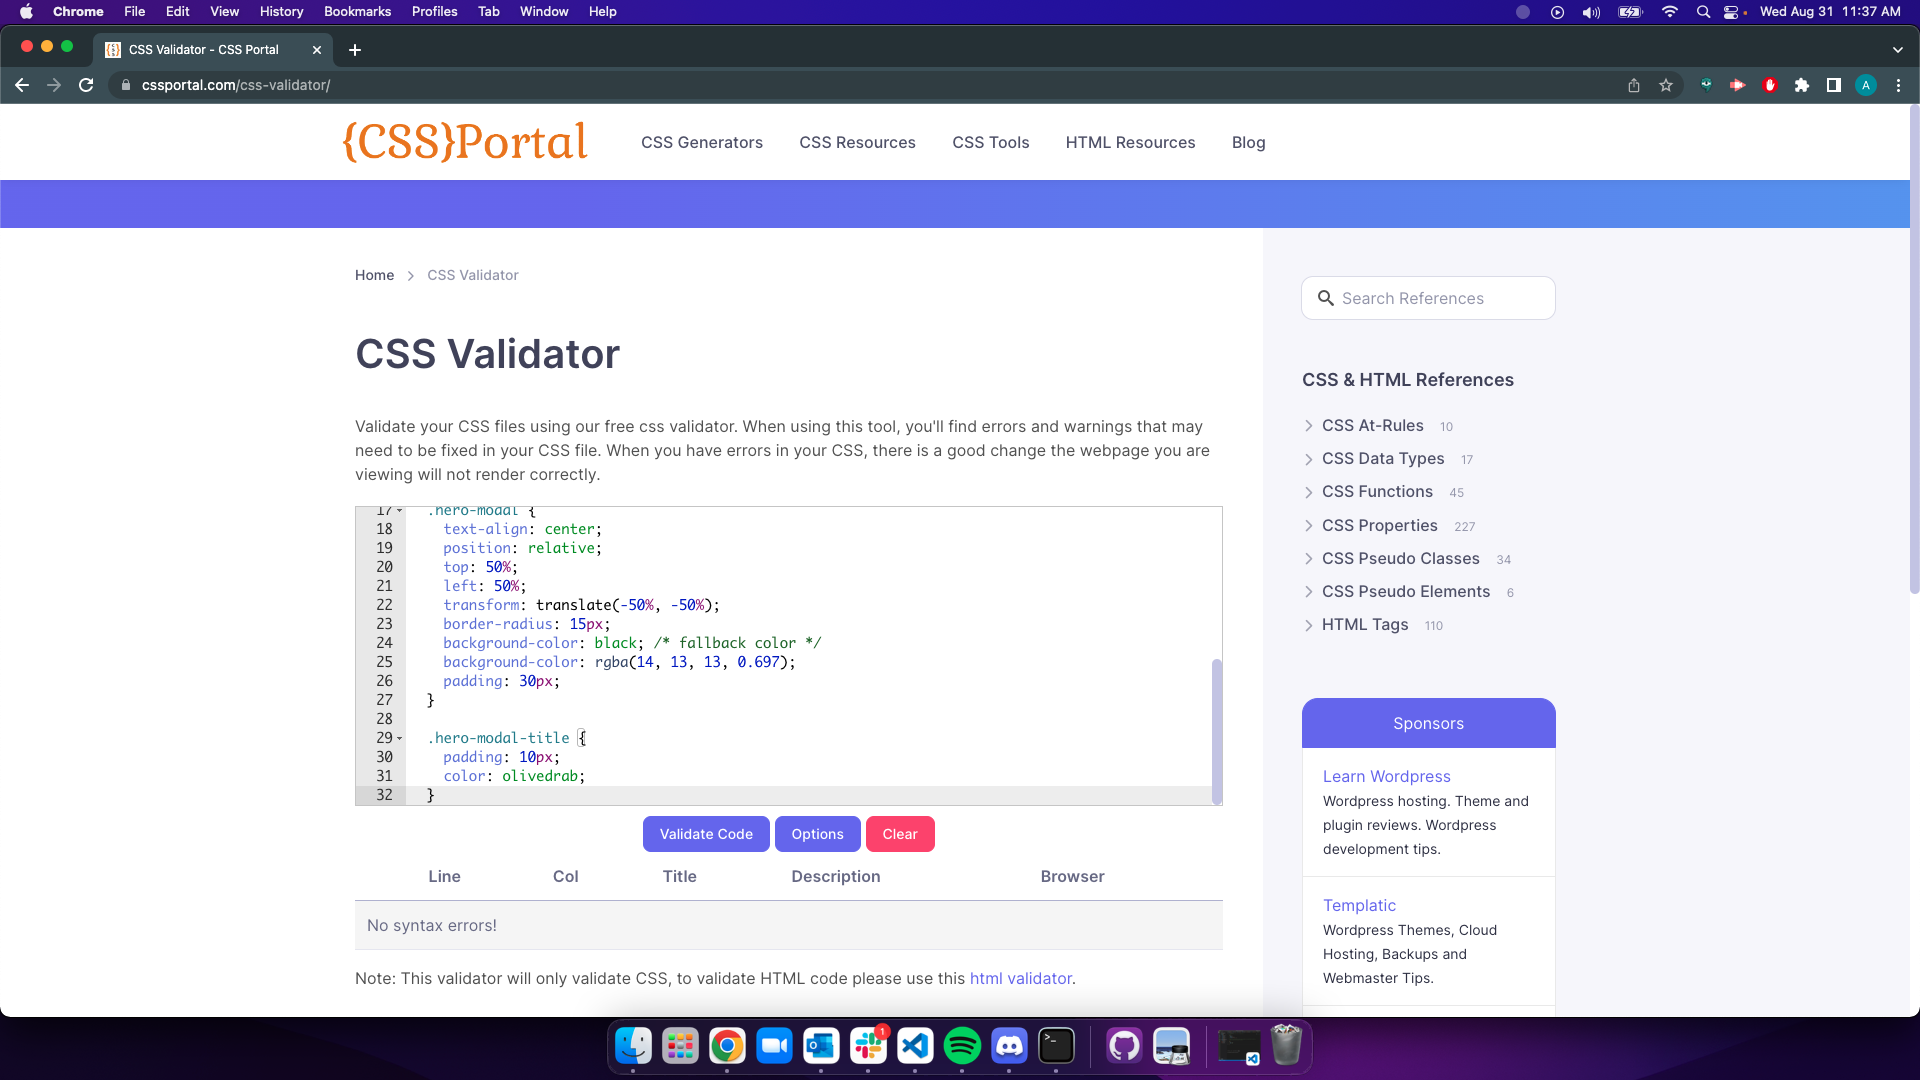 Chrome File Edit View History Bookmarks Profiles Tab Window Help Wed Aug 31 11:37 AM
CSS Validator - CSS Portal
cssportal.com/css-validator/
A
{CSS}Portal CSS Generators CSS Resources CSS Tools HTML Resources Blog
Home CSS Validator
CSS Validator
Validate your CSS files using our free css validator. When using this tool, you'll find errors and warnings that may
need to be fixed in your CSS file. When you have errors in your CSS, there is a good change the webpage you are
viewing will not render correctly.
17 .hero-modal {
18 text-align: center;
19 position: relative;
20 top: 50%;
21 left: 50%;
22 transform: translate(-50%, -50%);
23 border-radius: 15px;
24 background-color: black; /* fallback color */
25 background-color: rgba(14, 13, 13, 0.697);
26 padding: 30px;
27 }
28
29 .hero-modal-title {
30 padding: 10px;
31 color: olivedrab;
32 }
Validate Code Options Clear
Line Col Title Description Browser
No syntax errors!
Note: This validator will only validate CSS, to validate HTML code please use this html validator.
Search References
CSS & HTML References
CSS At-Rules 10
CSS Data Types 17
CSS Functions 45
CSS Properties 227
CSS Pseudo Classes 34
CSS Pseudo Elements 6
HTML Tags 110
Sponsors
Learn Wordpress
Wordpress hosting. Theme and
plugin reviews. Wordpress
development tips.
Templatic
Wordpress Themes, Cloud
Hosting, Backups and
Webmaster Tips.
1